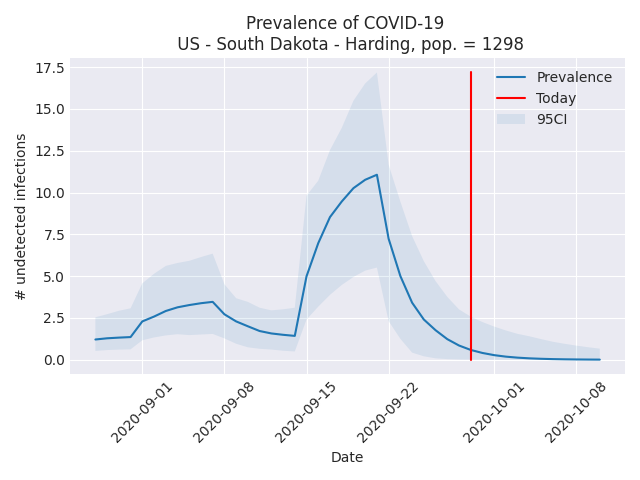 Prevalence of COVID-19
US - South Dakota - Harding, pop. = 1298
17.5
15.0
12.5
10.0
7.5
5.0
2.5
0.0
# undetected infections
Prevalence
Today
95CI
2020-09-01
2020-09-08
2020-09-15
2020-09-22
2020-10-01
2020-10-08
Date